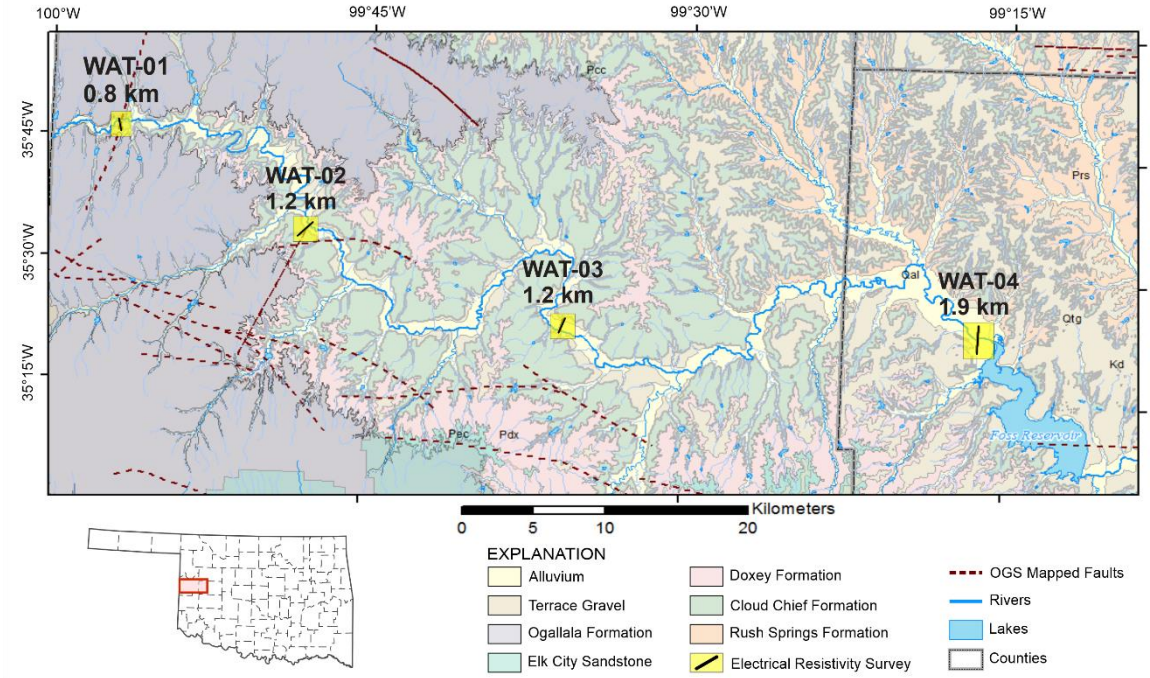 100°W 99°45'W 99°30'W 99°15'W
35°45'W
35°30'W
35°15'W
Pcc
WAT-01
0.8 km
WAT-02
1.2 km
Prs
WAT-03
1.2 km
Qal
WAT-04
1.9 km
Qtg
Kd
Pec Pdx
Foss Reservoir
Kilometers
0 5 10 20
EXPLANATION
Alluvium
Terrace Gravel
Ogallala Formation
Elk City Sandstone
Doxey Formation
Cloud Chief Formation
Rush Springs Formation
Electrical Resistivity Survey
OGS Mapped Faults
Rivers
Lakes
Counties